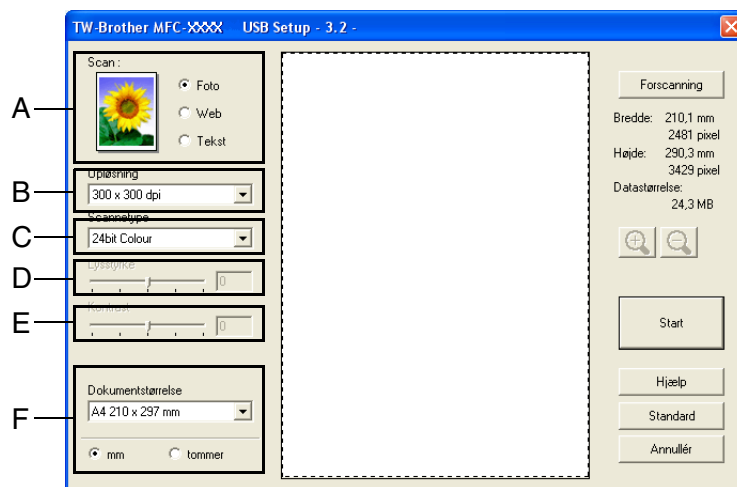 TW-Brother MFC-XXXX USB Setup - 3.2 -
A
Scan :
Foto
Web
Tekst
B
Opløsning
300 x 300 dpi
C
Scannetype
24bit Colour
D
Lysstyrke
0
E
Kontrast
0
F
Dokumentstørrelse
A4 210 x 297 mm
mm
tommer
Forscanning
Bredde: 210,1 mm
2481 pixel
Højde: 290,3 mm
3429 pixel
Datastørrelse:
24,3 MB
Start
Hjælp
Standard
Annullér